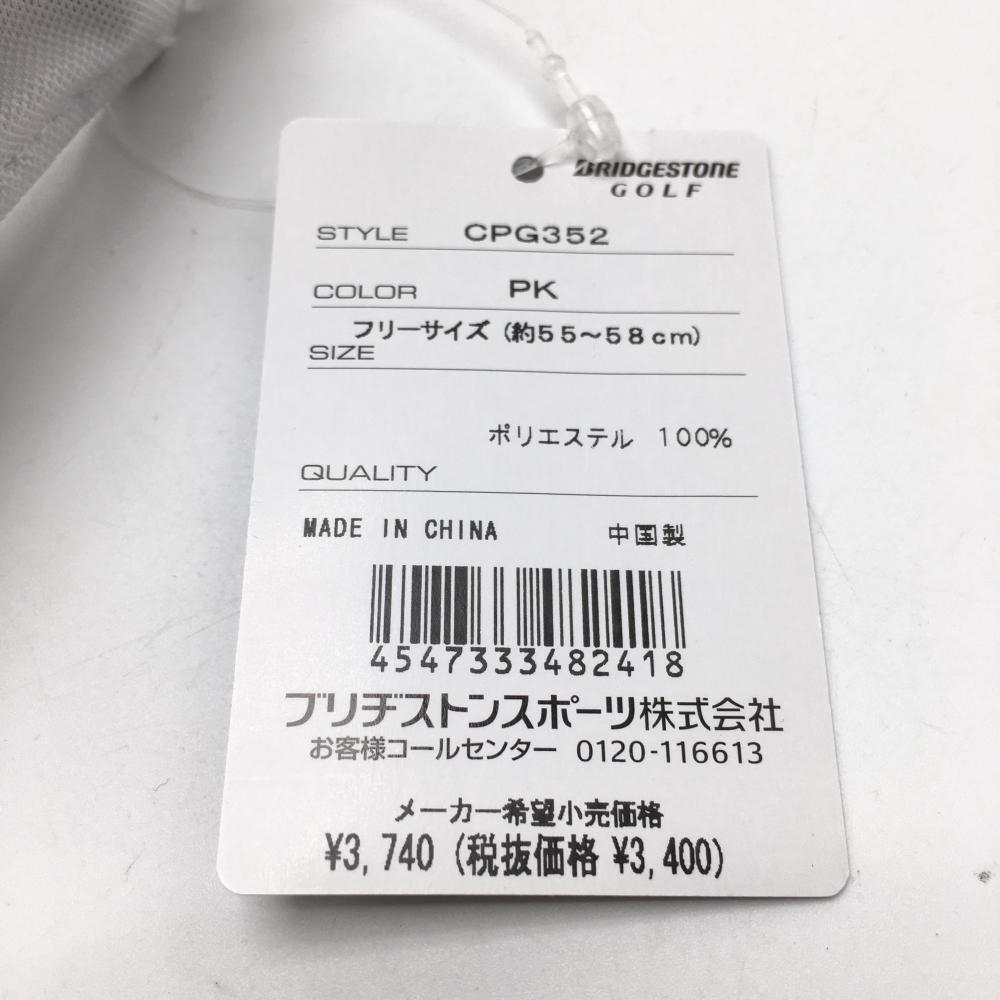 BRIDGESTONE
GOLF
STYLE CPG352
COLOR PK
フリーサイズ（約55～58cm）
SIZE
ポリエステル 100%
QUALITY
MADE IN CHINA 中国製
4547333482418
ブリヂストンスポーツ株式会社
お客様コールセンター 0120-116613
メーカー希望小売価格
¥3,740（税抜価格 ¥3,400）